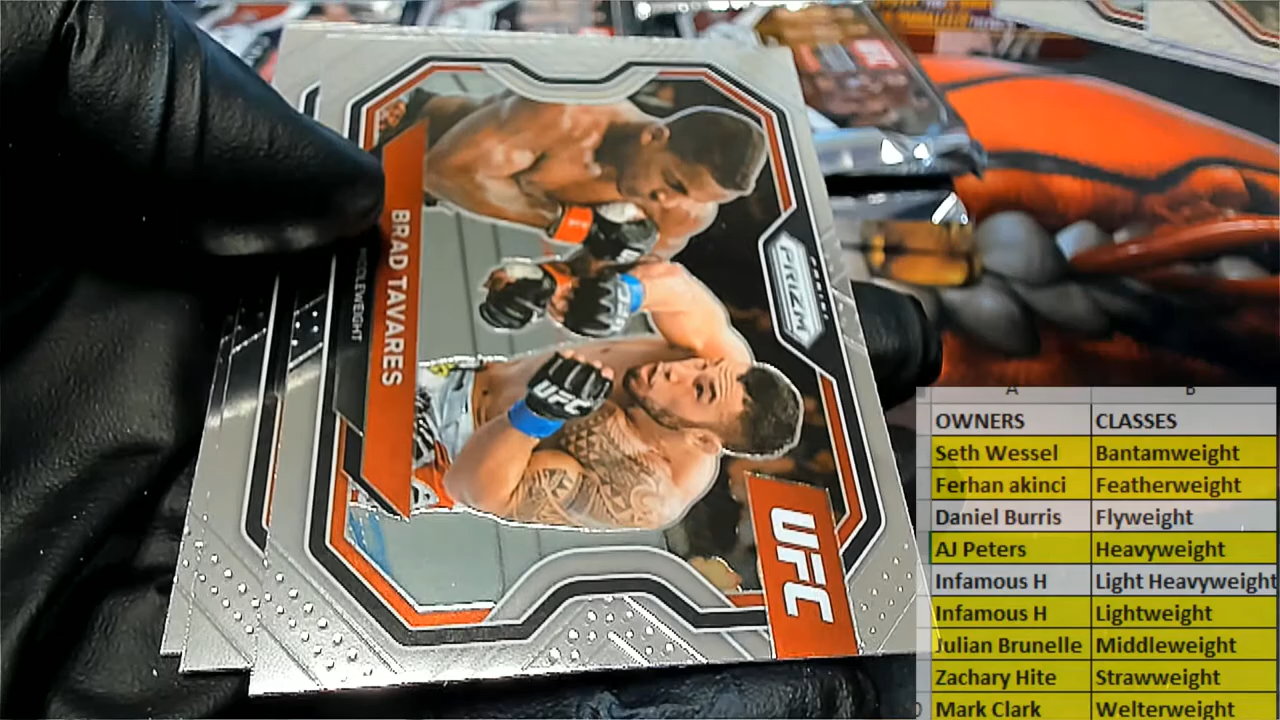 BRAD TAVARES
MIDDLEWEIGHT
PRIZM
UFC
UFC
A B
OWNERS CLASSES
Seth Wessel Bantamweight
Ferhan akinci Featherweight
Daniel Burris Flyweight
AJ Peters Heavyweight
Infamous H Light Heavyweight
Infamous H Lightweight
Julian Brunelle Middleweight
Zachary Hite Strawweight
Mark Clark Welterweight